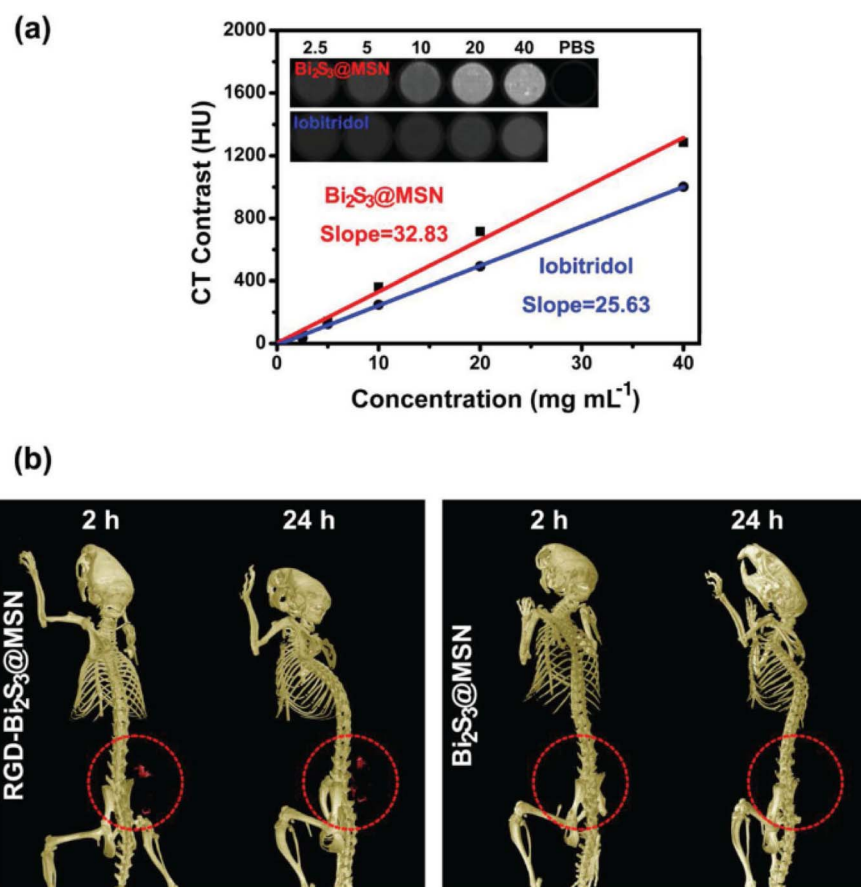 (a)
2000
1600
1200
800
400
0
CT Contrast (HU)
2.5 5 10 20 40 PBS
Bi₂S₃@MSN
Iobitridol
Bi₂S₃@MSN
Slope=32.83
Iobitridol
Slope=25.63
0 10 20 30 40
Concentration (mg mL⁻¹)
(b)
RGD-Bi₂S₃@MSN
2 h 24 h
Bi₂S₃@MSN
2 h 24 h